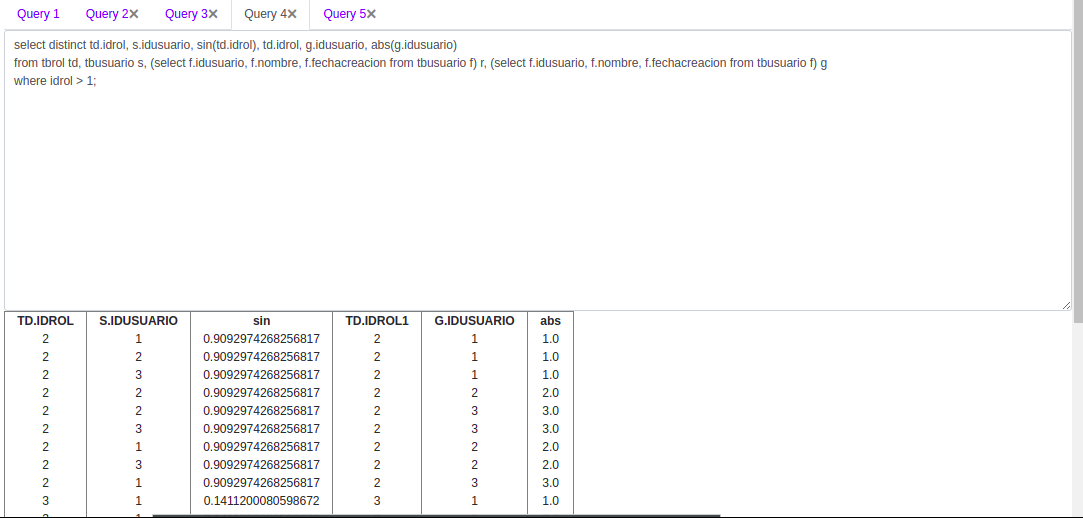 Query 1 Query 2✕ Query 3✕ Query 4✕ Query 5✕
select distinct td.idrol, s.idusuario, sin(td.idrol), td.idrol, g.idusuario, abs(g.idusuario)
from tbrol td, tbusuario s, (select f.idusuario, f.nombre, f.fechacreacion from tbusuario f) r, (select f.idusuario, f.nombre, f.fechacreacion from tbusuario f) g
where idrol > 1;
TD.IDROL S.IDUSUARIO sin TD.IDROL1 G.IDUSUARIO abs
2 1 0.9092974268256817 2 1 1.0
2 2 0.9092974268256817 2 1 1.0
2 3 0.9092974268256817 2 1 1.0
2 2 0.9092974268256817 2 2 2.0
2 2 0.9092974268256817 2 3 3.0
2 3 0.9092974268256817 2 3 3.0
2 1 0.9092974268256817 2 2 2.0
2 3 0.9092974268256817 2 2 2.0
2 1 0.9092974268256817 2 3 3.0
3 1 0.1411200080598672 3 1 1.0